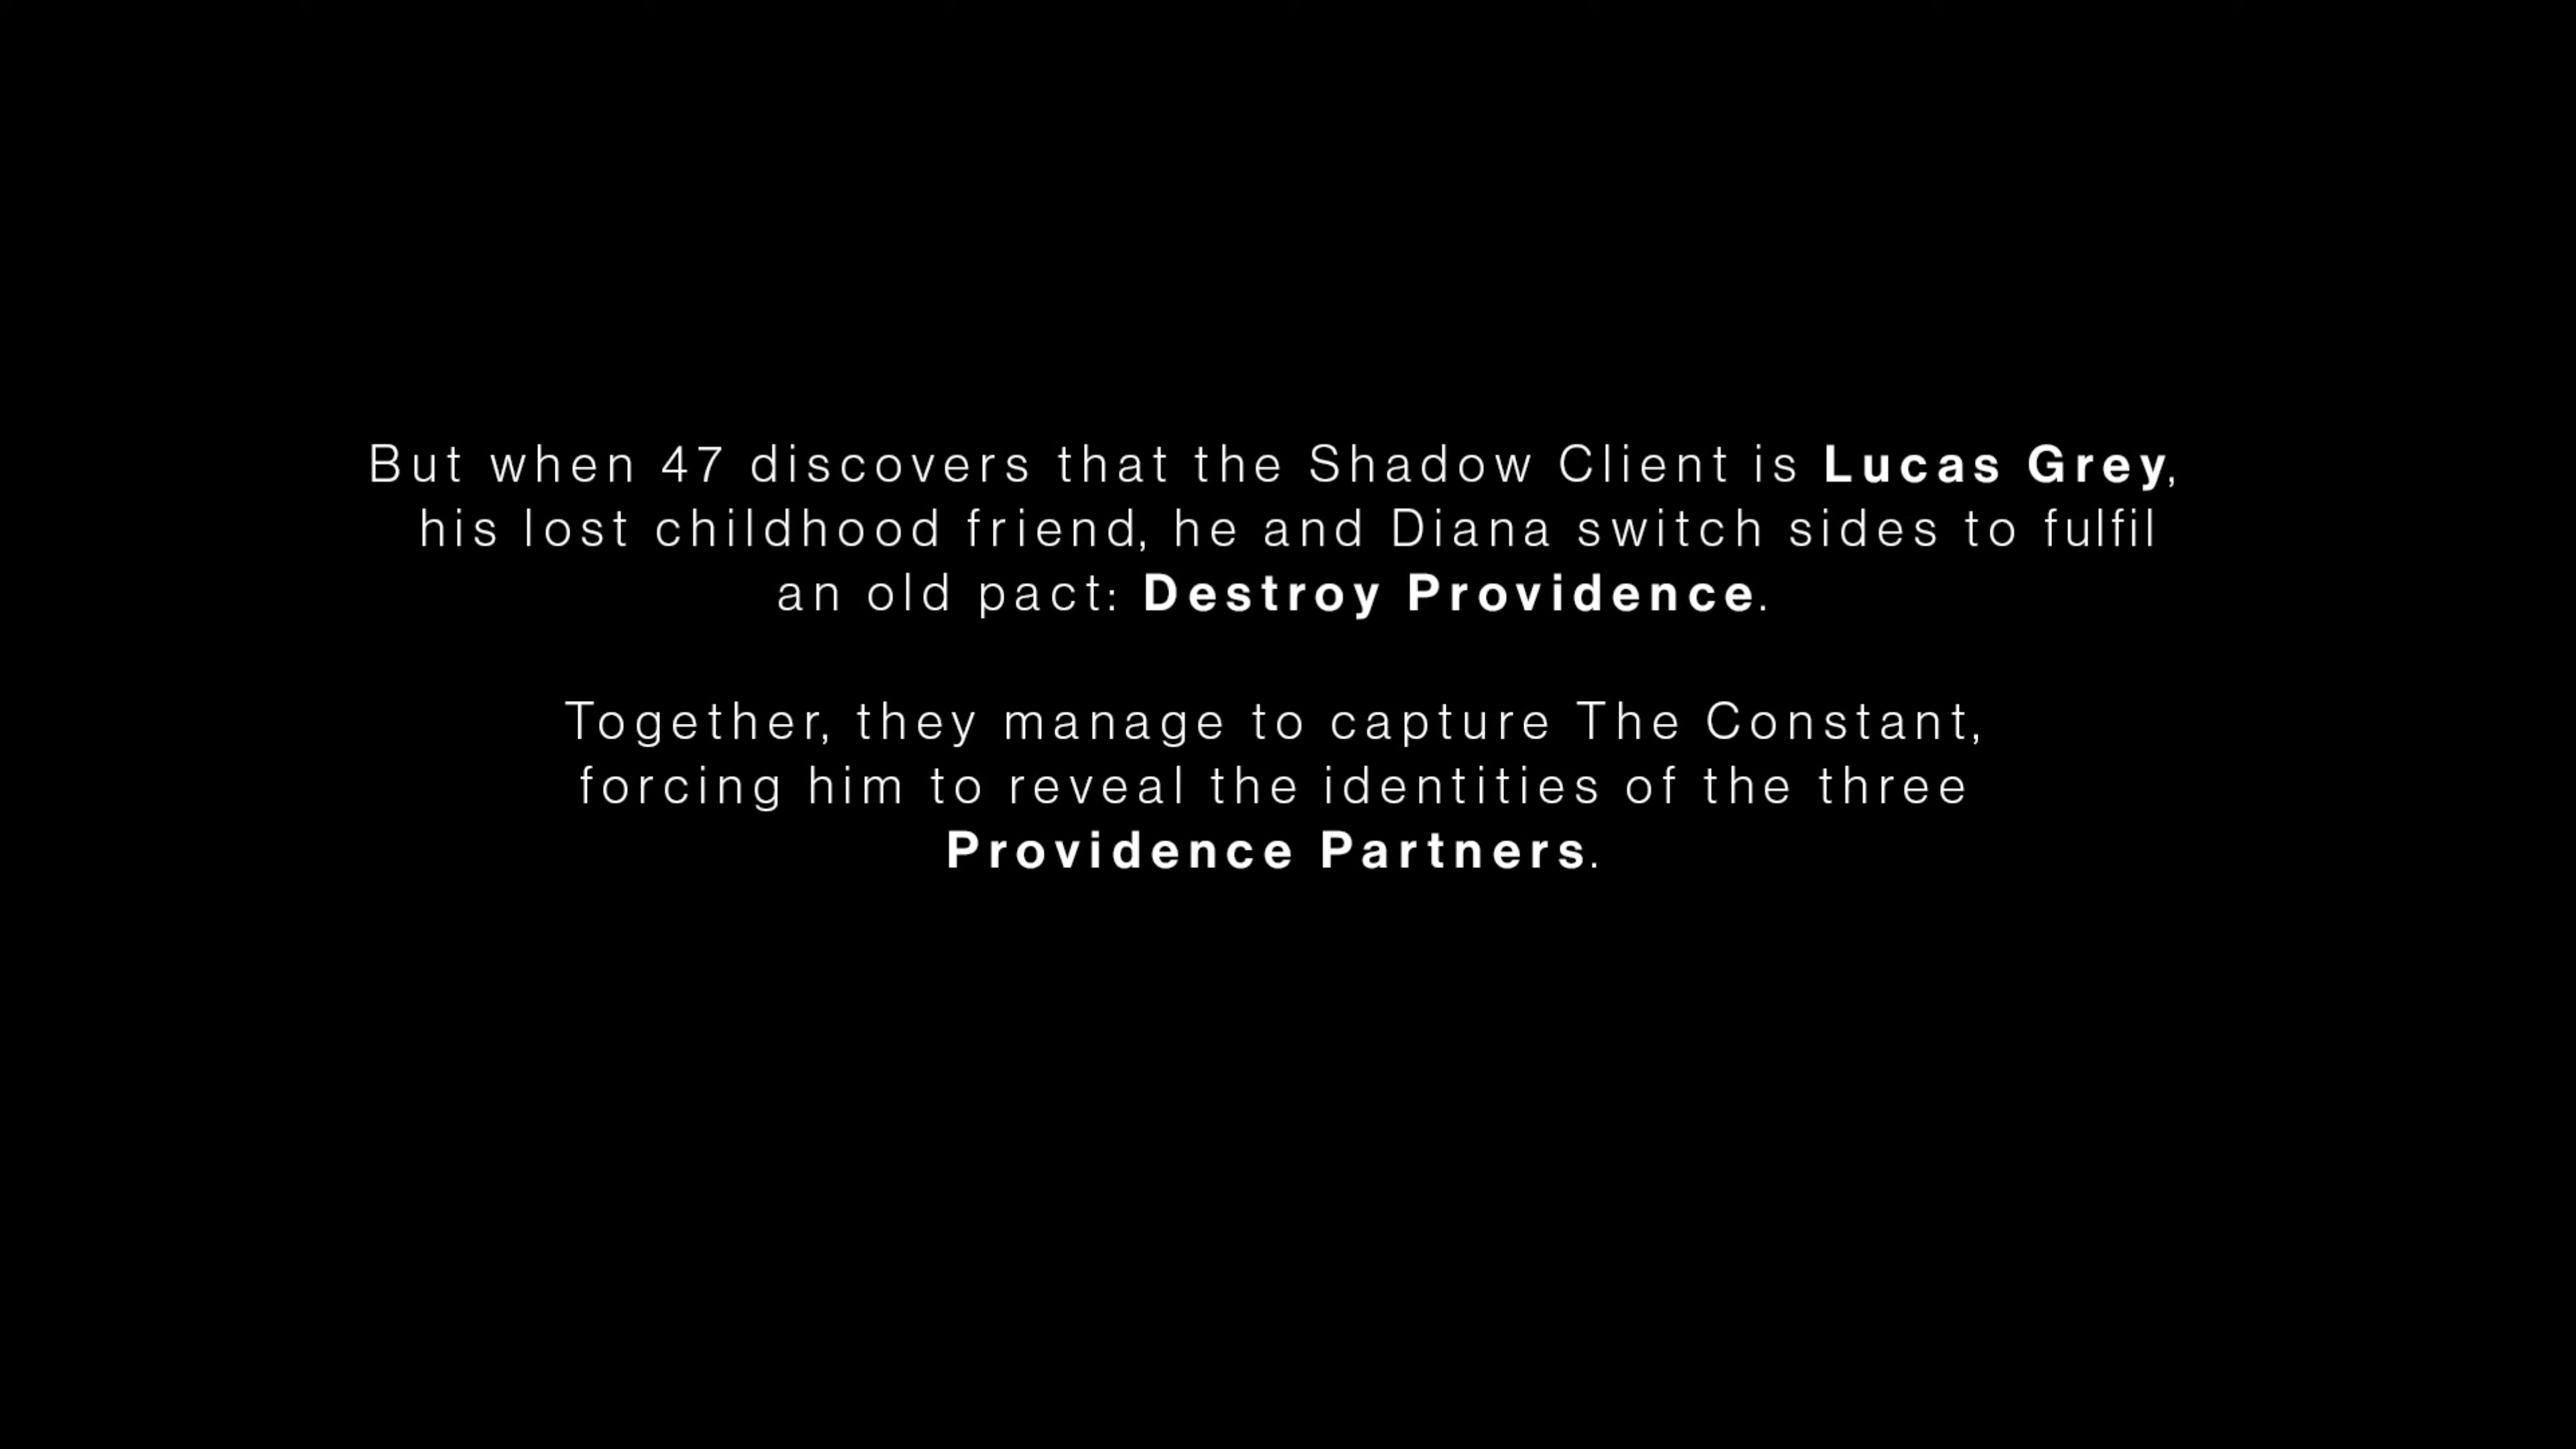 But when 47 discovers that the Shadow Client is Lucas Grey,
his lost childhood friend, he and Diana switch sides to fulfil
an old pact: Destroy Providence.
Together, they manage to capture The Constant,
forcing him to reveal the identities of the three
Providence Partners.